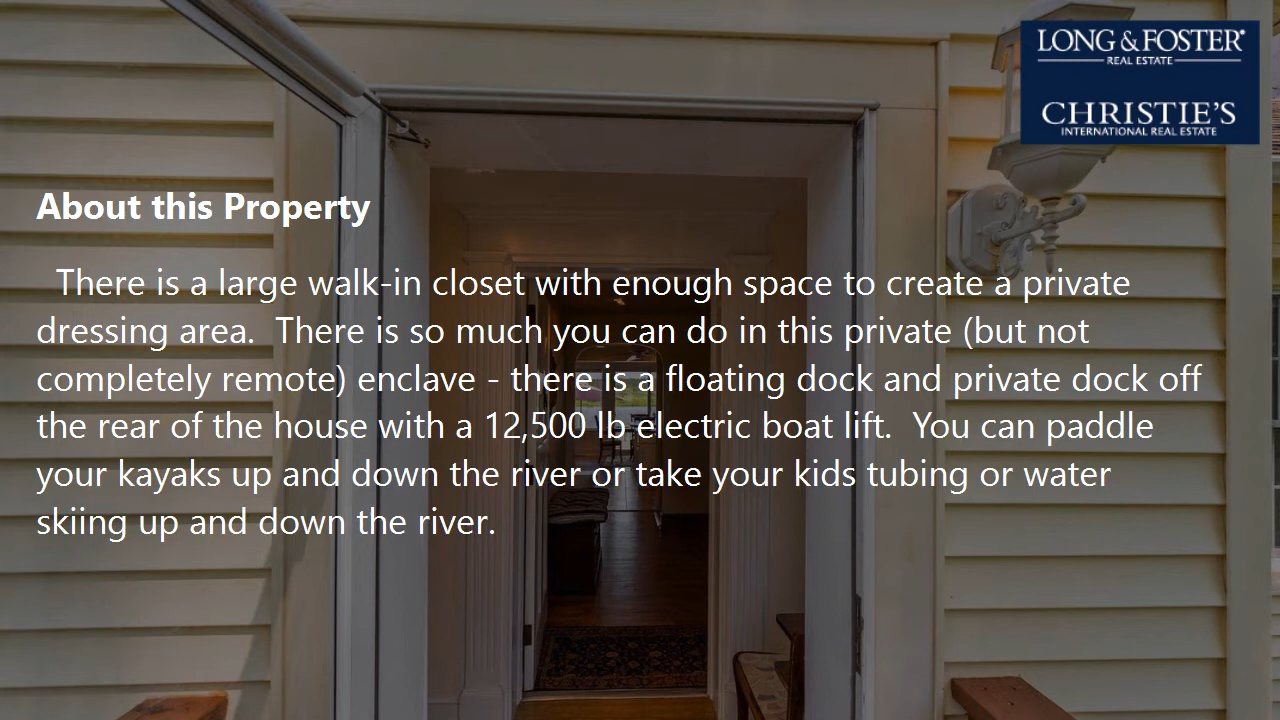 LONG & FOSTER®
REAL ESTATE
CHRISTIE'S
INTERNATIONAL REAL ESTATE
About this Property
There is a large walk-in closet with enough space to create a private
dressing area.  There is so much you can do in this private (but not
completely remote) enclave - there is a floating dock and private dock off
the rear of the house with a 12,500 lb electric boat lift.  You can paddle
your kayaks up and down the river or take your kids tubing or water
skiing up and down the river.